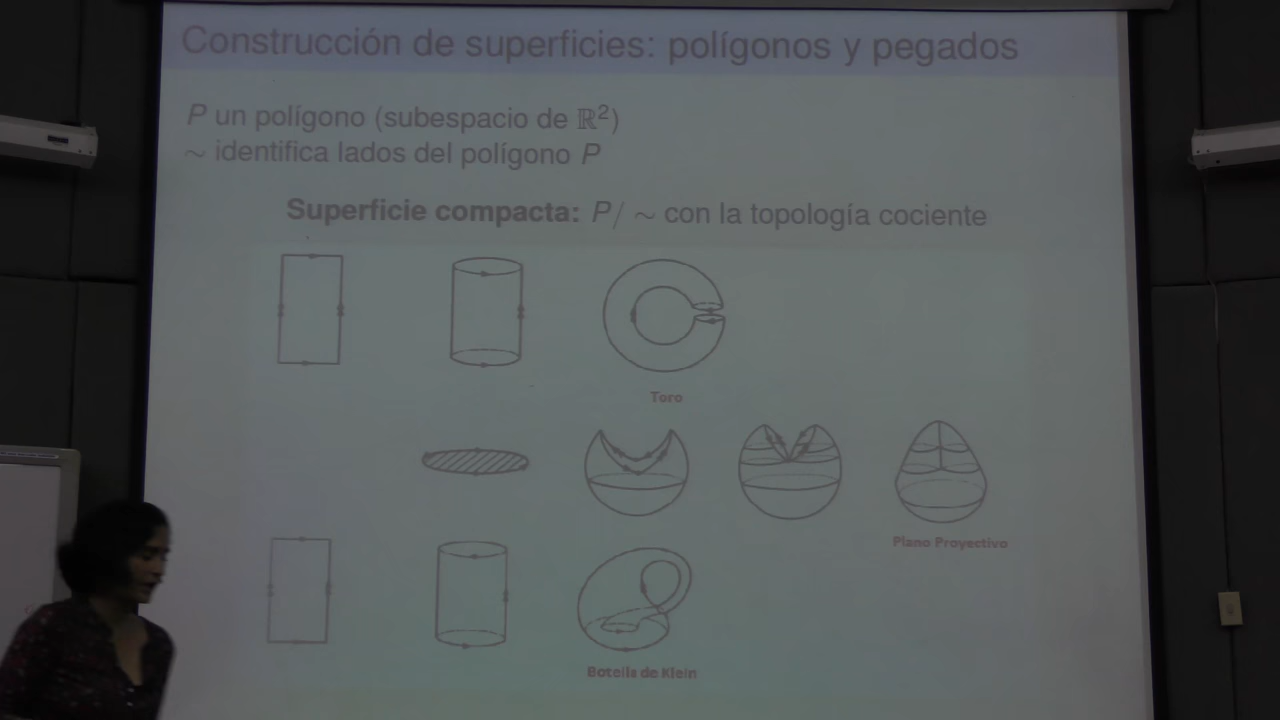 Construcción de superficies: polígonos y pegados
P un polígono (subespacio de ℝ²)
∼ identifica lados del polígono P
Superficie compacta: P/ ∼ con la topología cociente
Toro
Plano Proyectivo
Botella de Klein